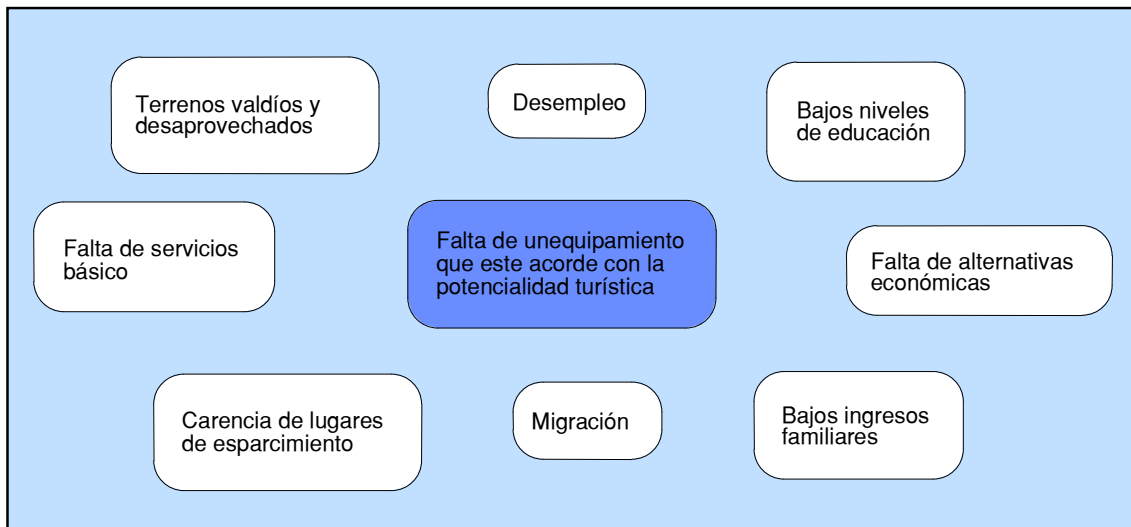 Terrenos valdíos y
desaprovechados
Desempleo
Bajos niveles
de educación
Falta de servicios
básico
Falta de unequipamiento
que este acorde con la
potencialidad turística
Falta de alternativas
económicas
Carencia de lugares
de esparcimiento
Migración
Bajos ingresos
familiares